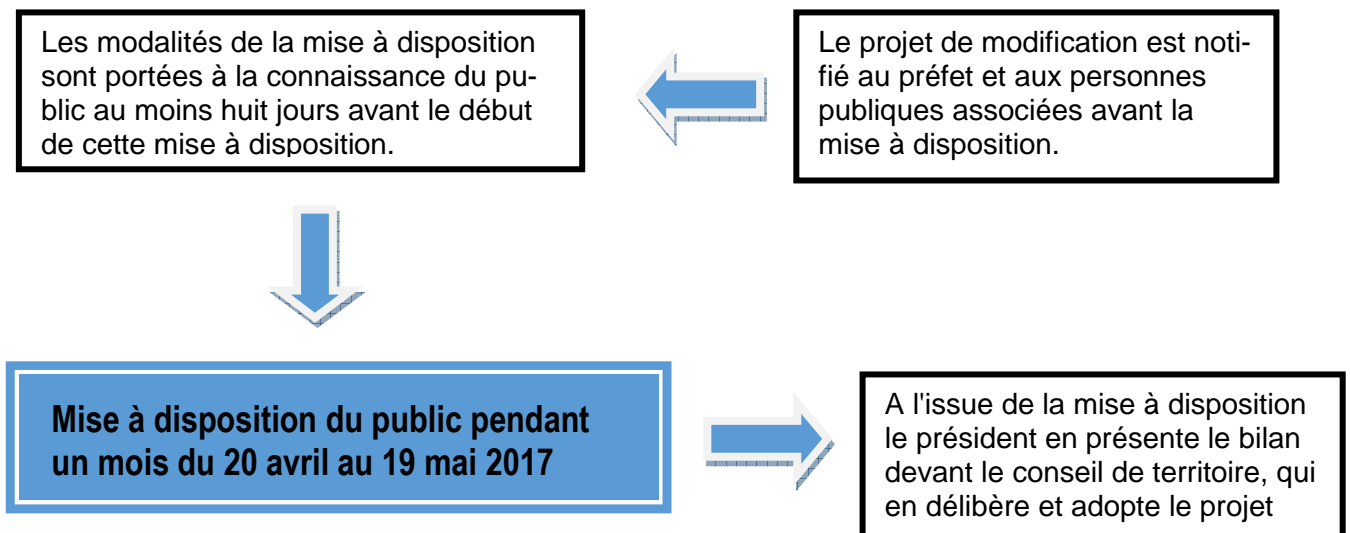 Les modalités de la mise à disposition
sont portées à la connaissance du pu-
blic au moins huit jours avant le début
de cette mise à disposition.
Le projet de modification est noti-
fié au préfet et aux personnes
publiques associées avant la
mise à disposition.
Mise à disposition du public pendant
un mois du 20 avril au 19 mai 2017
A l'issue de la mise à disposition
le président en présente le bilan
devant le conseil de territoire, qui
en délibère et adopte le projet